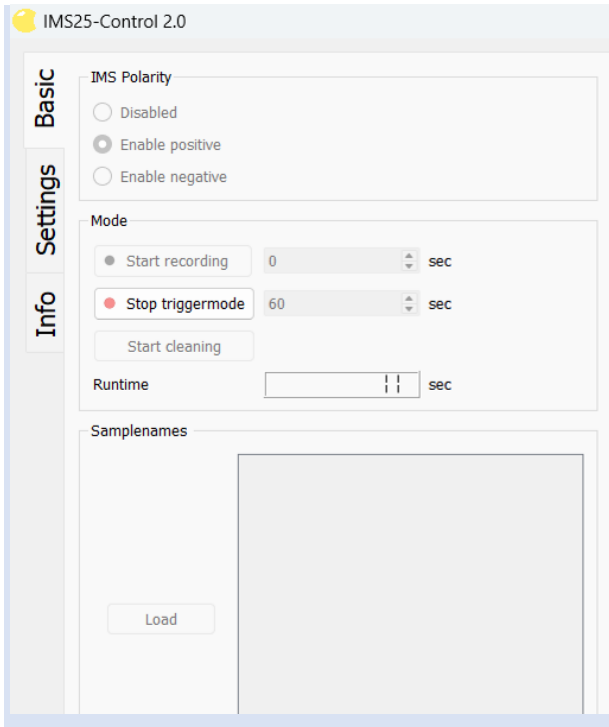 IMS25-Control 2.0
Basic
Settings
Info
IMS Polarity
Disabled
Enable positive
Enable negative
Mode
Start recording 0 sec
Stop triggermode 60 sec
Start cleaning
Runtime 11 sec
Samplenames
Load